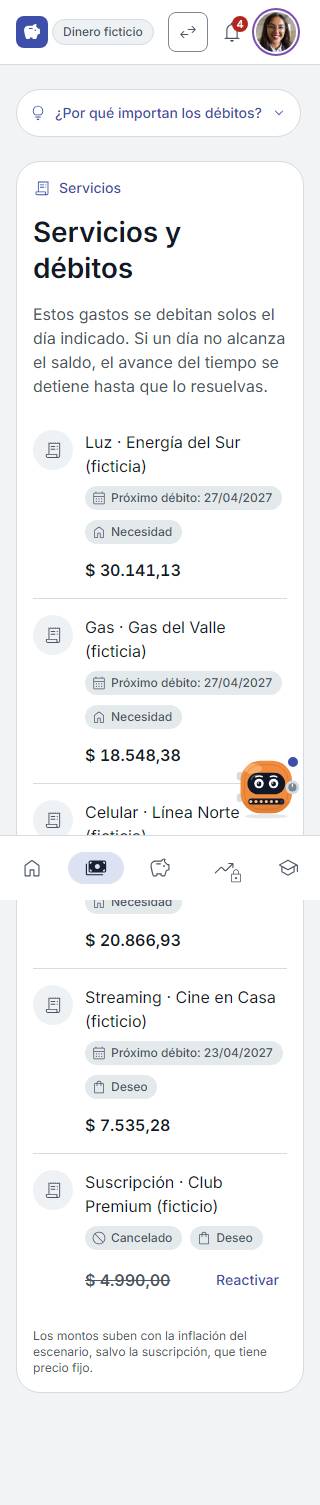 Dinero ficticio
4
¿Por qué importan los débitos?
Servicios
Servicios y
débitos
Estos gastos se debitan solos el
día indicado. Si un día no alcanza
el saldo, el avance del tiempo se
detiene hasta que lo resuelvas.
Luz · Energía del Sur
(ficticia)
Próximo débito: 27/04/2027
Necesidad
$ 30.141,13
Gas · Gas del Valle
(ficticia)
Próximo débito: 27/04/2027
Necesidad
$ 18.548,38
Celular · Línea Norte
(ficticia)
Necesidad
$ 20.866,93
Streaming · Cine en Casa
(ficticio)
Próximo débito: 23/04/2027
Deseo
$ 7.535,28
Suscripción · Club
Premium (ficticio)
Cancelado
Deseo
$ 4.990,00
Reactivar
Los montos suben con la inflación del
escenario, salvo la suscripción, que tiene
precio fijo.